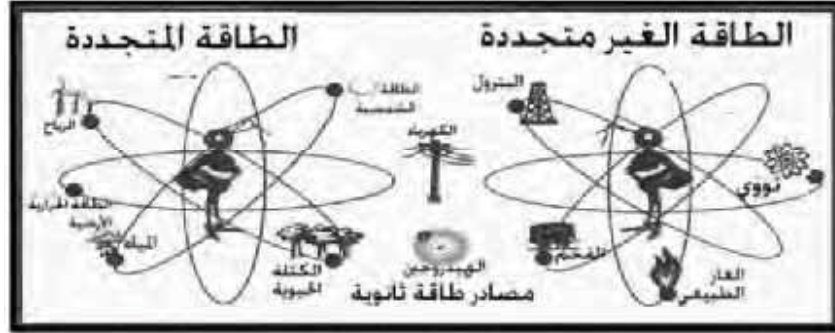 الطاقة الغير متجددة
الطاقة المتجددة
البترول
نووي
الفحم
الغاز
الطبيعي
الكهرباء
الهيدروجين
مصادر طاقة ثانوية
الطاقة
الشمسية
الرياح
الطاقة الحرارية
الأرضية
المياه
الكتلة
الحيوية